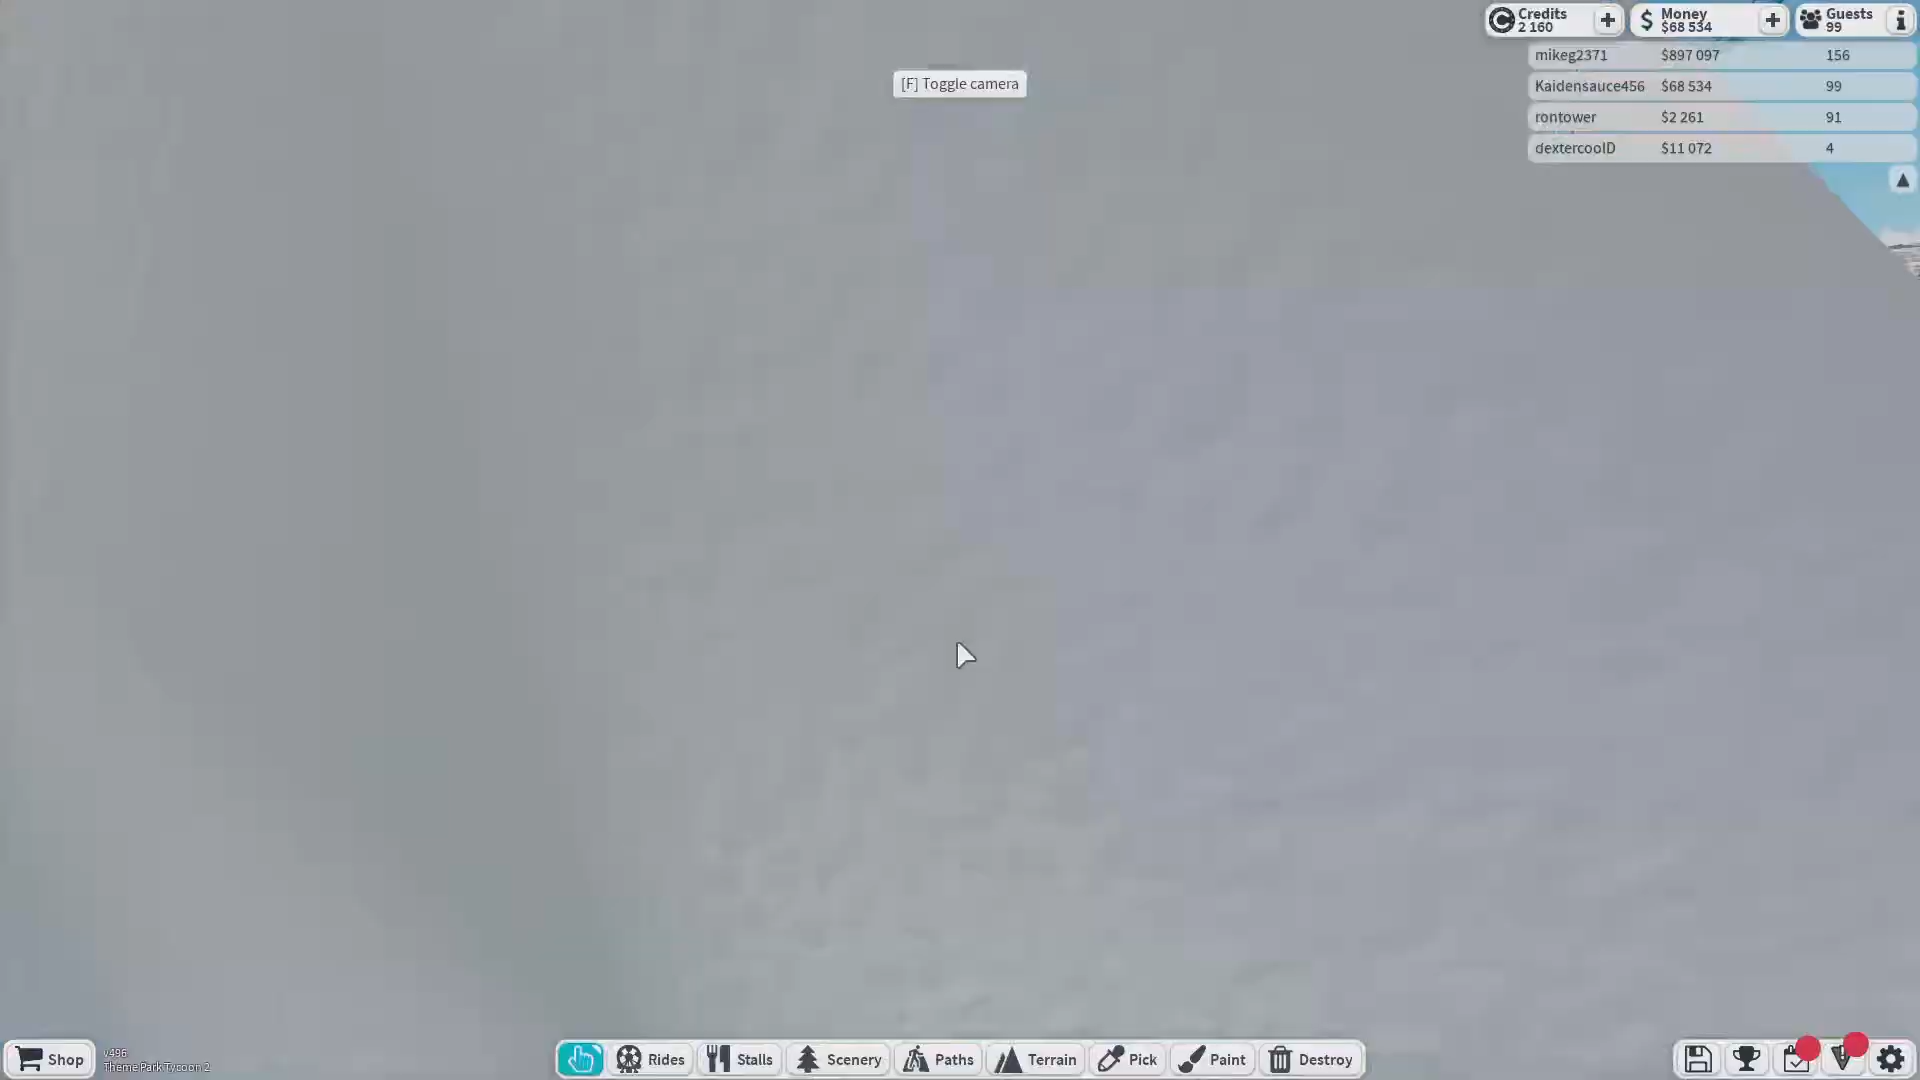 Credits
2 160
Money
$68 534
Guests
99
mikeg2371 $897 097 156
Kaidensauce456 $68 534 99
rontower $2 261 91
dextercoolD $11 072 4
[F] Toggle camera
Shop
v496
Theme Park Tycoon 2
Rides
Stalls
Scenery
Paths
Terrain
Pick
Paint
Destroy